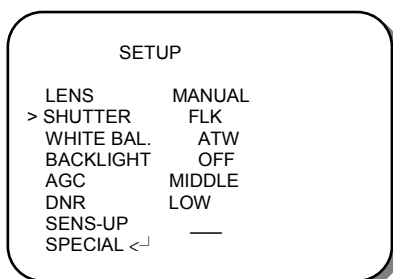 SETUP
LENS MANUAL
> SHUTTER FLK
WHITE BAL. ATW
BACKLIGHT OFF
AGC MIDDLE
DNR LOW
SENS-UP ___
SPECIAL <┘